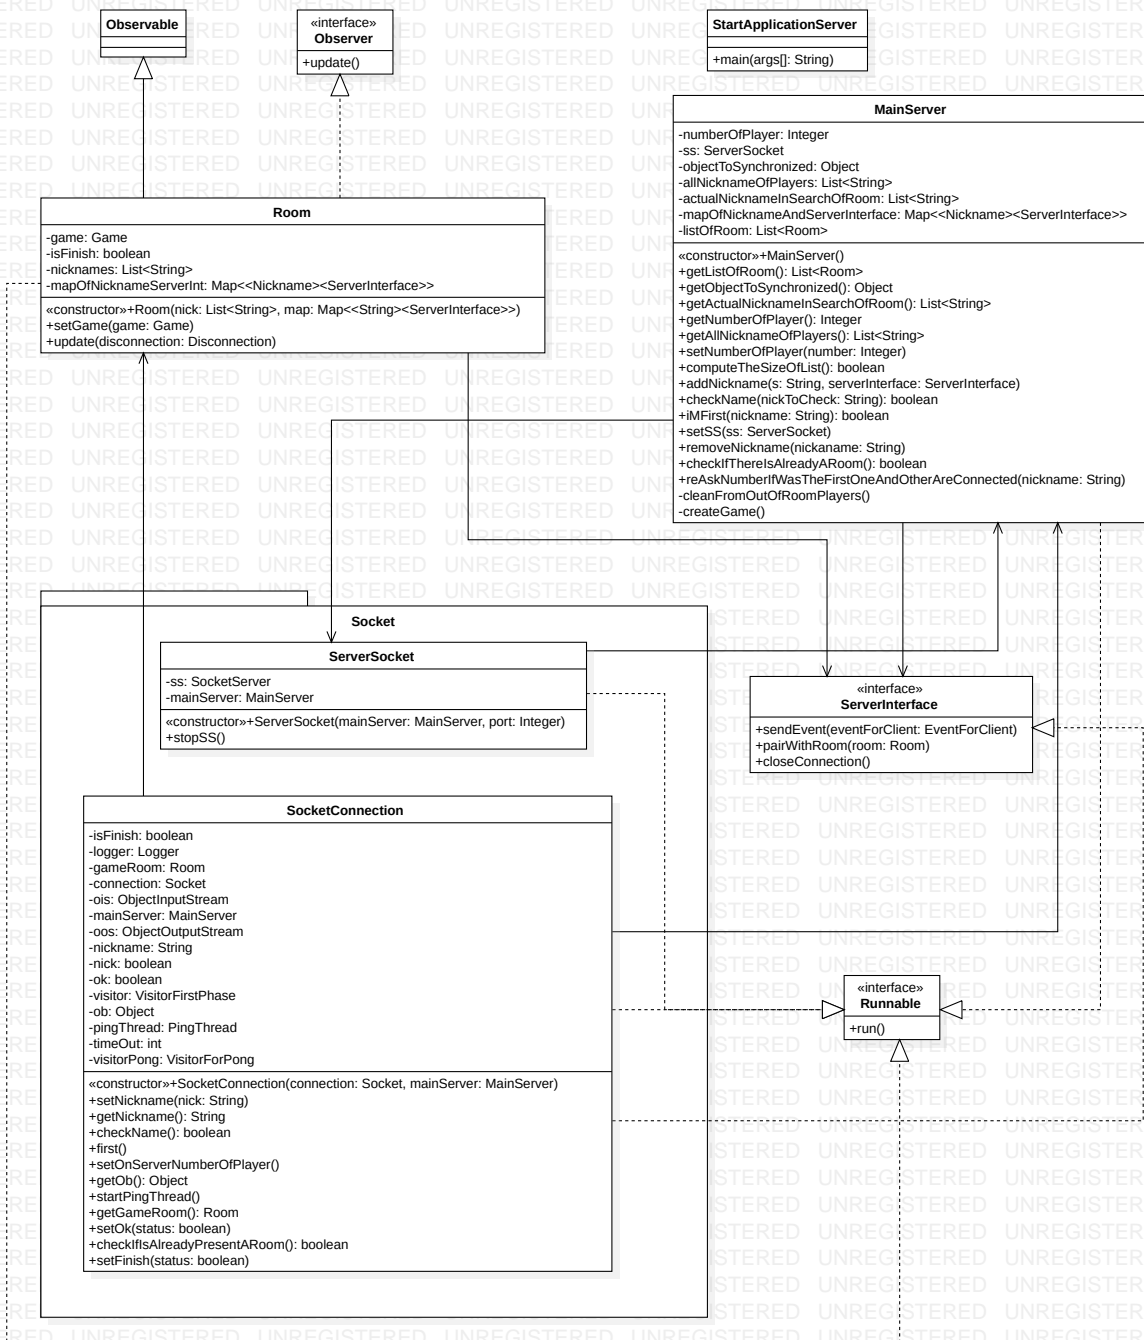 Observable
«interface»
Observer
+update()
StartApplicationServer
+main(args[]: String)
MainServer
-numberOfPlayer: Integer
-ss: ServerSocket
-objectToSynchronized: Object
-allNicknameOfPlayers: List<String>
-actualNicknameInSearchOfRoom: List<String>
-mapOfNicknameAndServerInterface: Map<<Nickname><ServerInterface>>
-listOfRoom: List<Room>
«constructor»+MainServer()
+getListOfRoom(): List<Room>
+getObjectToSynchronized(): Object
+getActualNicknameInSearchOfRoom(): List<String>
+getNumberOfPlayer(): Integer
+getAllNicknameOfPlayers(): List<String>
+setNumberOfPlayer(number: Integer)
+computeTheSizeOfList(): boolean
+addNickname(s: String, serverInterface: ServerInterface)
+checkName(nickToCheck: String): boolean
+iMFirst(nickname: String): boolean
+setSS(ss: ServerSocket)
+removeNickname(nickaname: String)
+checkIfThereIsAlreadyARoom(): boolean
+reAskNumberIfWasTheFirstOneAndOtherAreConnected(nickname: String)
-cleanFromOutOfRoomPlayers()
-createGame()
Room
-game: Game
-isFinish: boolean
-nicknames: List<String>
-mapOfNicknameServerInt: Map<<Nickname><ServerInterface>>
«constructor»+Room(nick: List<String>, map: Map<<String><ServerInterface>>)
+setGame(game: Game)
+update(disconnection: Disconnection)
Socket
ServerSocket
-ss: SocketServer
-mainServer: MainServer
«constructor»+ServerSocket(mainServer: MainServer, port: Integer)
+stopSS()
«interface»
ServerInterface
+sendEvent(eventForClient: EventForClient)
+pairWithRoom(room: Room)
+closeConnection()
SocketConnection
-isFinish: boolean
-logger: Logger
-gameRoom: Room
-connection: Socket
-ois: ObjectInputStream
-mainServer: MainServer
-oos: ObjectOutputStream
-nickname: String
-nick: boolean
-ok: boolean
-visitor: VisitorFirstPhase
-ob: Object
-pingThread: PingThread
-timeOut: int
-visitorPong: VisitorForPong
«constructor»+SocketConnection(connection: Socket, mainServer: MainServer)
+setNickname(nick: String)
+getNickname(): String
+checkName(): boolean
+first()
+setOnServerNumberOfPlayer()
+getOb(): Object
+startPingThread()
+getGameRoom(): Room
+setOk(status: boolean)
+checkIfIsAlreadyPresentARoom(): boolean
+setFinish(status: boolean)
«interface»
Runnable
+run()
UNREGISTERED